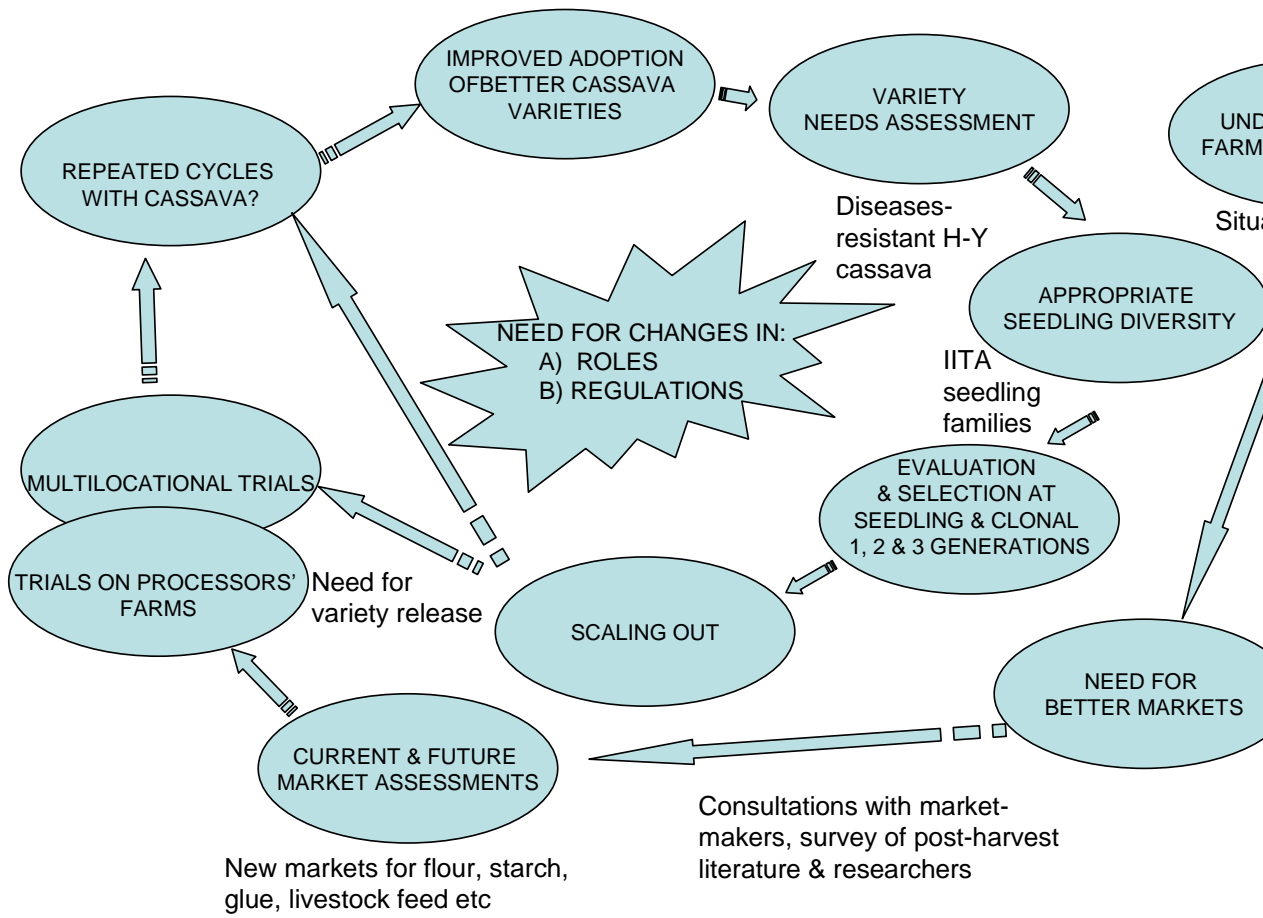 IMPROVED ADOPTION
OFBETTER CASSAVA
VARIETIES
VARIETY
NEEDS ASSESSMENT
UND
FARM
Situa
REPEATED CYCLES
WITH CASSAVA?
Diseases-
resistant H-Y
cassava
APPROPRIATE
SEEDLING DIVERSITY
NEED FOR CHANGES IN:
A) ROLES
B) REGULATIONS
IITA
seedling
families
EVALUATION
& SELECTION AT
SEEDLING & CLONAL
1, 2 & 3 GENERATIONS
MULTILOCATIONAL TRIALS
TRIALS ON PROCESSORS'
FARMS
Need for
variety release
SCALING OUT
NEED FOR
BETTER MARKETS
CURRENT & FUTURE
MARKET ASSESSMENTS
Consultations with market-
makers, survey of post-harvest
literature & researchers
New markets for flour, starch,
glue, livestock feed etc